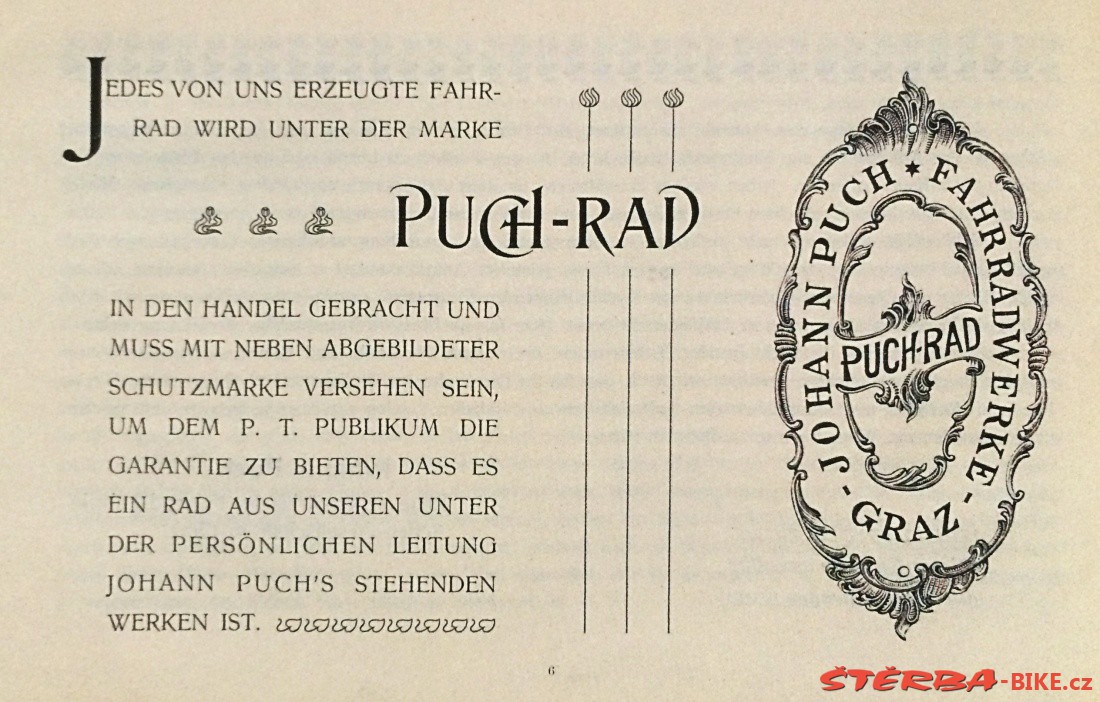 JEDES VON UNS ERZEUGTE FAHR-
RAD WIRD UNTER DER MARKE
PUCH-RAD
IN DEN HANDEL GEBRACHT UND
MUSS MIT NEBEN ABGEBILDETER
SCHUTZMARKE VERSEHEN SEIN,
UM DEM P. T. PUBLIKUM DIE
GARANTIE ZU BIETEN, DASS ES
EIN RAD AUS UNSEREN UNTER
DER PERSÖNLICHEN LEITUNG
JOHANN PUCH'S STEHENDEN
WERKEN IST.
JOHANN PUCH ★ FAHRRADWERKE - GRAZ -
PUCH-RAD
6
ŠTĚRBA-BIKE.cz